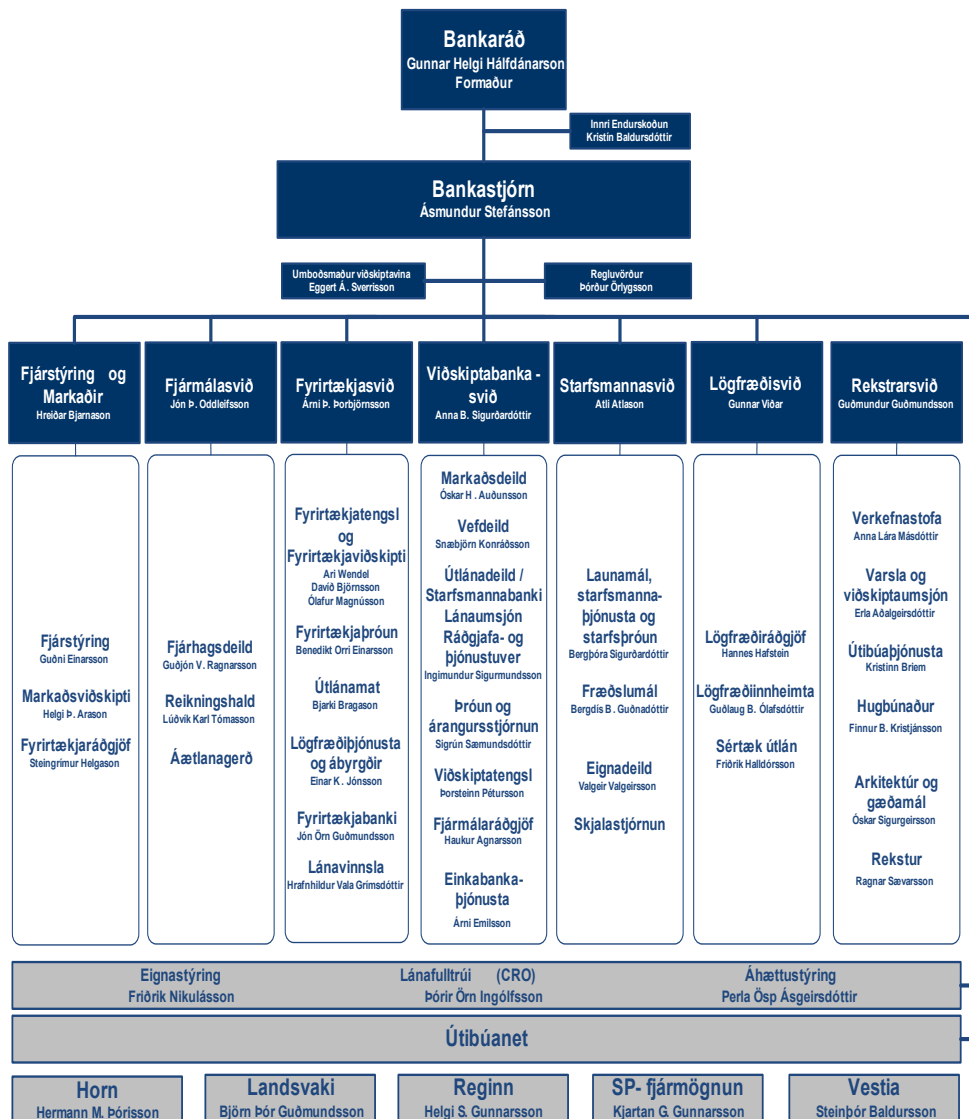 Bankaráð
Gunnar Helgi Hálfdánarson
Formaður
Innri Endurskoðun
Kristín Baldursdóttir
Bankastjórn
Ásmundur Stefánsson
Umboðsmaður viðskiptavina
Eggert Á. Sverrisson
Regluvörður
Þórður Örlygsson
Fjárstýring og
Markaðir
Hreiðar Bjarnason
Fjármálasvið
Jón Þ. Oddleifsson
Fyrirtækjasvið
Árni Þ. Þorbjörnsson
Viðskiptabanka -
svið
Anna B. Sigurðardóttir
Starfsmannasvið
Atli Atlason
Lögfræðisvið
Gunnar Viðar
Rekstrarsvið
Guðmundur Guðmundsson
Fjárstýring
Guðni Einarsson
Markaðsviðskipti
Helgi Þ. Arason
Fyrirtækjaráðgjöf
Steingrímur Helgason
Fjárhagsdeild
Guðjón V. Ragnarsson
Reikningshald
Lúðvík Karl Tómasson
Áætlanagerð
Fyrirtækjatengsl
og
Fyrirtækjaviðskipti
Ari Wendel
Davíð Björnsson
Ólafur Magnússon
Fyrirtækjaþróun
Benedikt Orri Einarsson
Útlánamat
Bjarki Bragason
Lögfræðiþjónusta
og ábyrgðir
Einar K. Jónsson
Fyrirtækjabanki
Jón Örn Guðmundsson
Lánavinnsla
Hrafnhildur Vala Grímsdóttir
Markaðsdeild
Óskar H . Auðunsson
Vefdeild
Snæbjörn Konráðsson
Útlánadeild /
Starfsmannabanki
Lánaumsjón
Ráðgjafa- og
þjónustuver
Ingimundur Sigurmundsson
Þróun og
árangursstjórnun
Sigrún Sæmundsdóttir
Viðskiptatengsl
Þorsteinn Pétursson
Fjármálaráðgjöf
Haukur Agnarsson
Einkabanka-
þjónusta
Árni Emilsson
Launamál,
starfsmanna-
þjónusta og
starfsþróun
Bergþóra Sigurðardóttir
Fræðslumál
Bergdís B. Guðnadóttir
Eignadeild
Valgeir Valgeirsson
Skjalastjórnun
Lögfræðiráðgjöf
Hannes Hafstein
Lögfræðiinnheimta
Guðlaug B. Ólafsdóttir
Sértæk útlán
Friðrik Halldórsson
Verkefnastofa
Anna Lára Másdóttir
Varsla og
viðskiptaumsjón
Erla Aðalgeirsdóttir
Útibúaþjónusta
Kristinn Briem
Hugbúnaður
Finnur B. Kristjánsson
Arkitektúr og
gæðamál
Óskar Sigurgeirsson
Rekstur
Ragnar Sævarsson
Eignastýring
Friðrik Nikulásson
Lánafulltrúi (CRO)
Þórir Örn Ingólfsson
Áhættustýring
Perla Ösp Ásgeirsdóttir
Útibúanet
Horn
Hermann M. Þórisson
Landsvaki
Björn Þór Guðmundsson
Reginn
Helgi S. Gunnarsson
SP- fjármögnun
Kjartan G. Gunnarsson
Vestia
Steinþór Baldursson